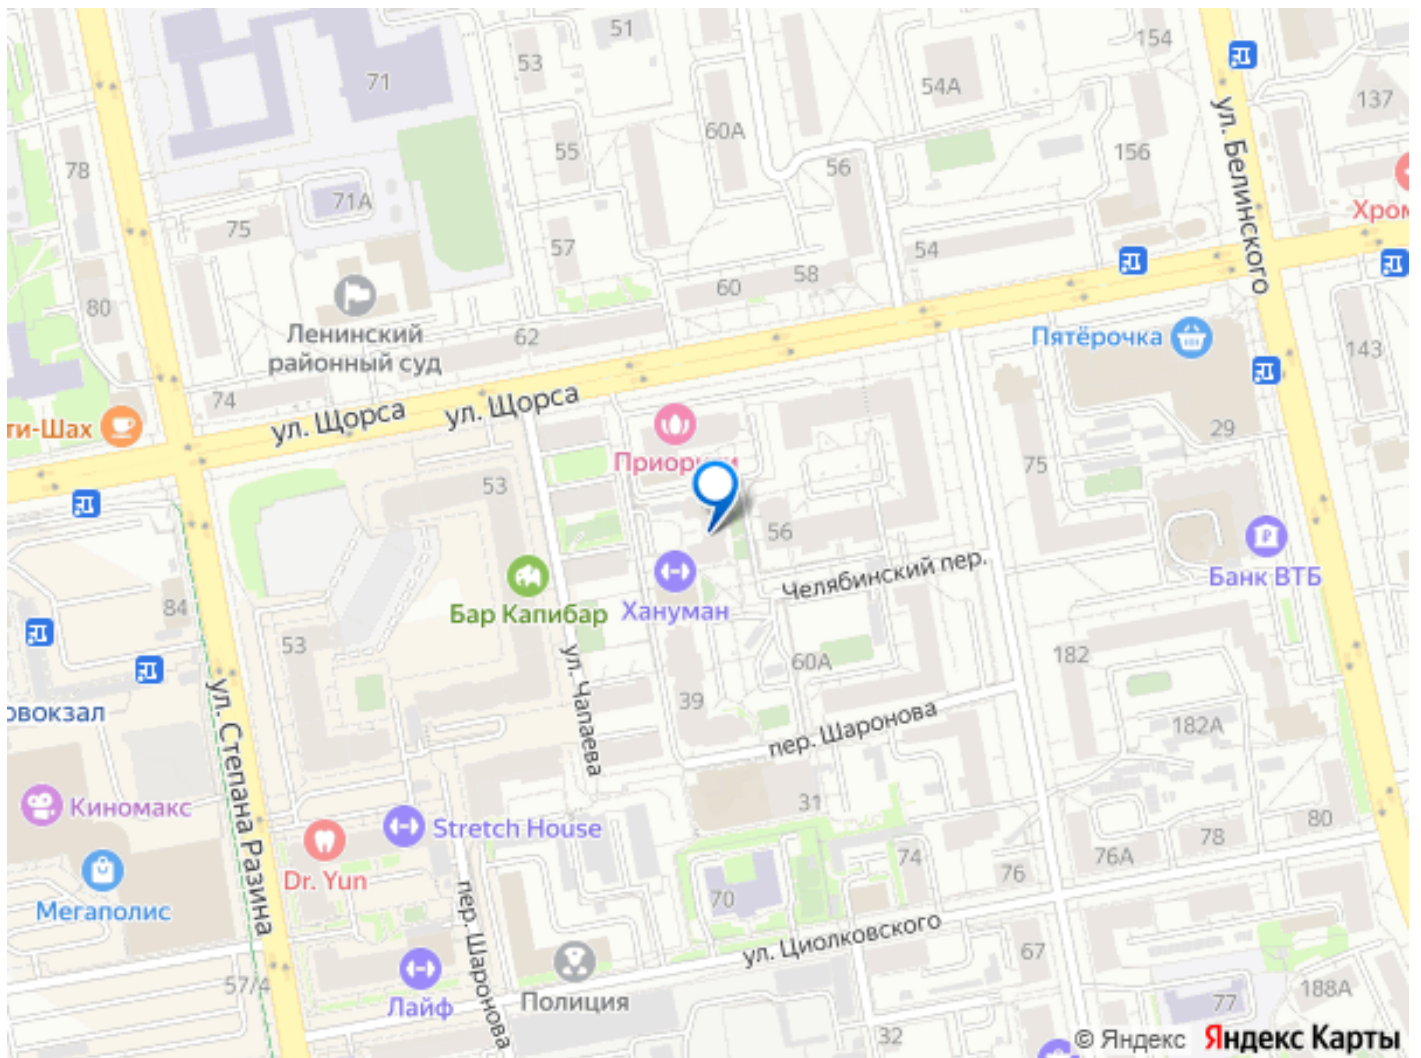 51
154
53
71
54А
137
60А
ул. Белинского
55
156
78
56
71А
Хром
75
57
54
58
60
80
Ленинский
районный суд
62
Пятёрочка
143
74
ул. Щорса
ул. Щорса
ти-Шах
29
Приорити
75
53
56
Челябинский пер.
Банк ВТБ
Хануман
Бар Капибар
84
53
ул. Чапаева
60А
182
овокзал
ул. Степана Разина
39
пер. Шаронова
182А
Киномакс
31
Stretch House
80
78
74
76А
Dr. Yun
76
Мегаполис
70
пер. Шаронова
ул. Циолковского
67
57/4
Лайф
Полиция
77
188А
32
© Яндекс Яндекс Карты